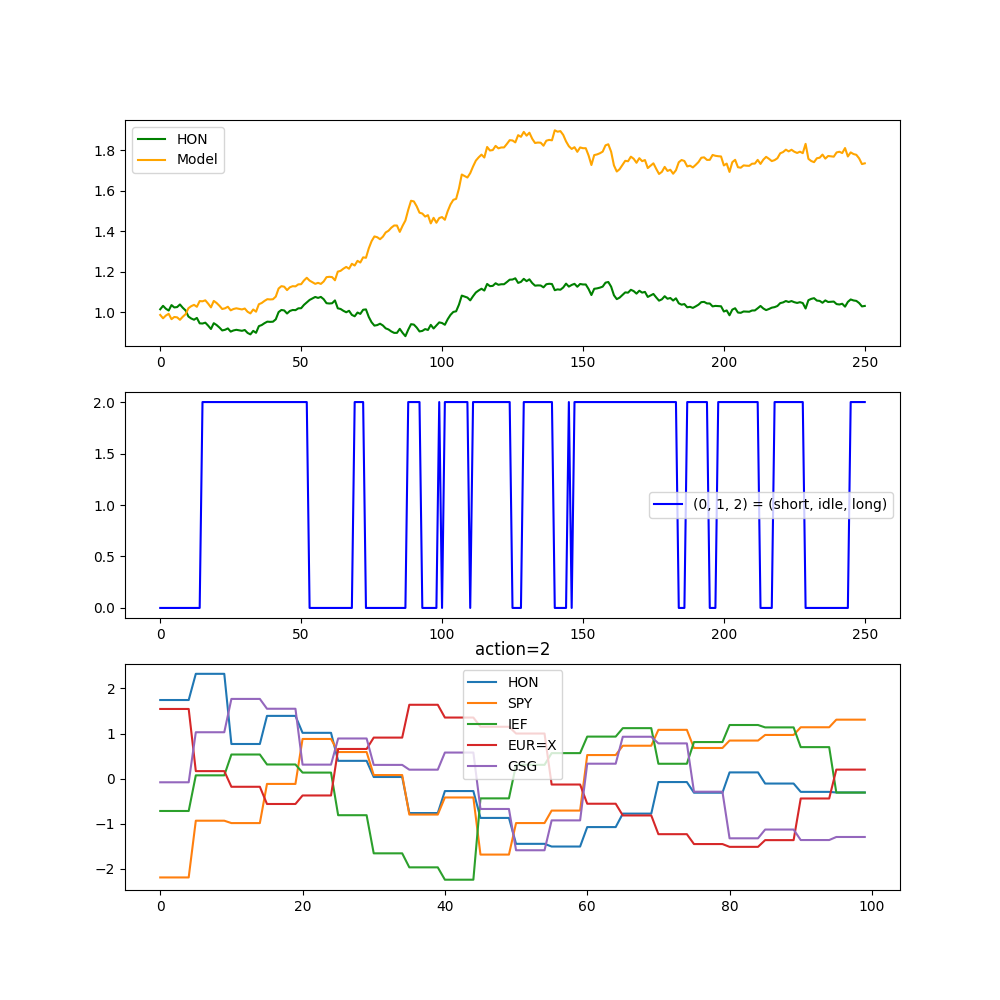 HON
Model
1.8
1.6
1.4
1.2
1.0
0 50 100 150 200 250
2.0
1.5
1.0
0.5
0.0
(0, 1, 2) = (short, idle, long)
0 50 100 150 200 250
action=2
HON
SPY
IEF
EUR=X
GSG
2
1
0
−1
−2
0 20 40 60 80 100